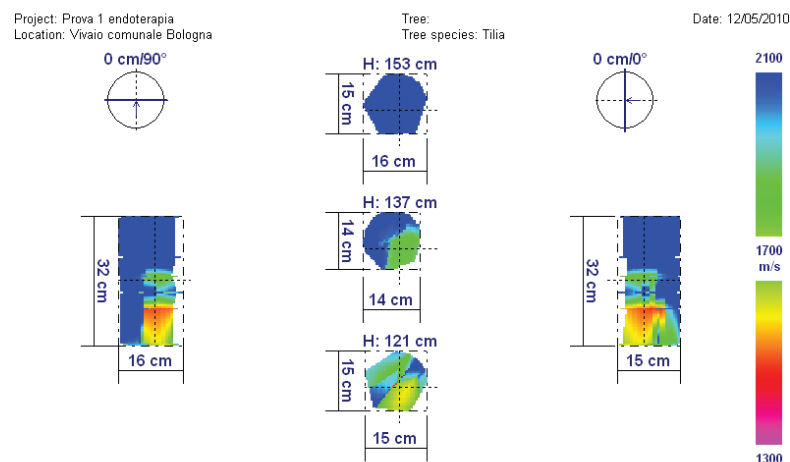 Project: Prova 1 endoterapia
Tree:
Date: 12/05/2010
Location: Vivaio comunale Bologna
Tree species: Tilia
0 cm/90°
H: 153 cm
0 cm/0°
2100
15 cm
16 cm
H: 137 cm
14 cm
14 cm
1700
m/s
32 cm
16 cm
32 cm
15 cm
H: 121 cm
15 cm
15 cm
1300